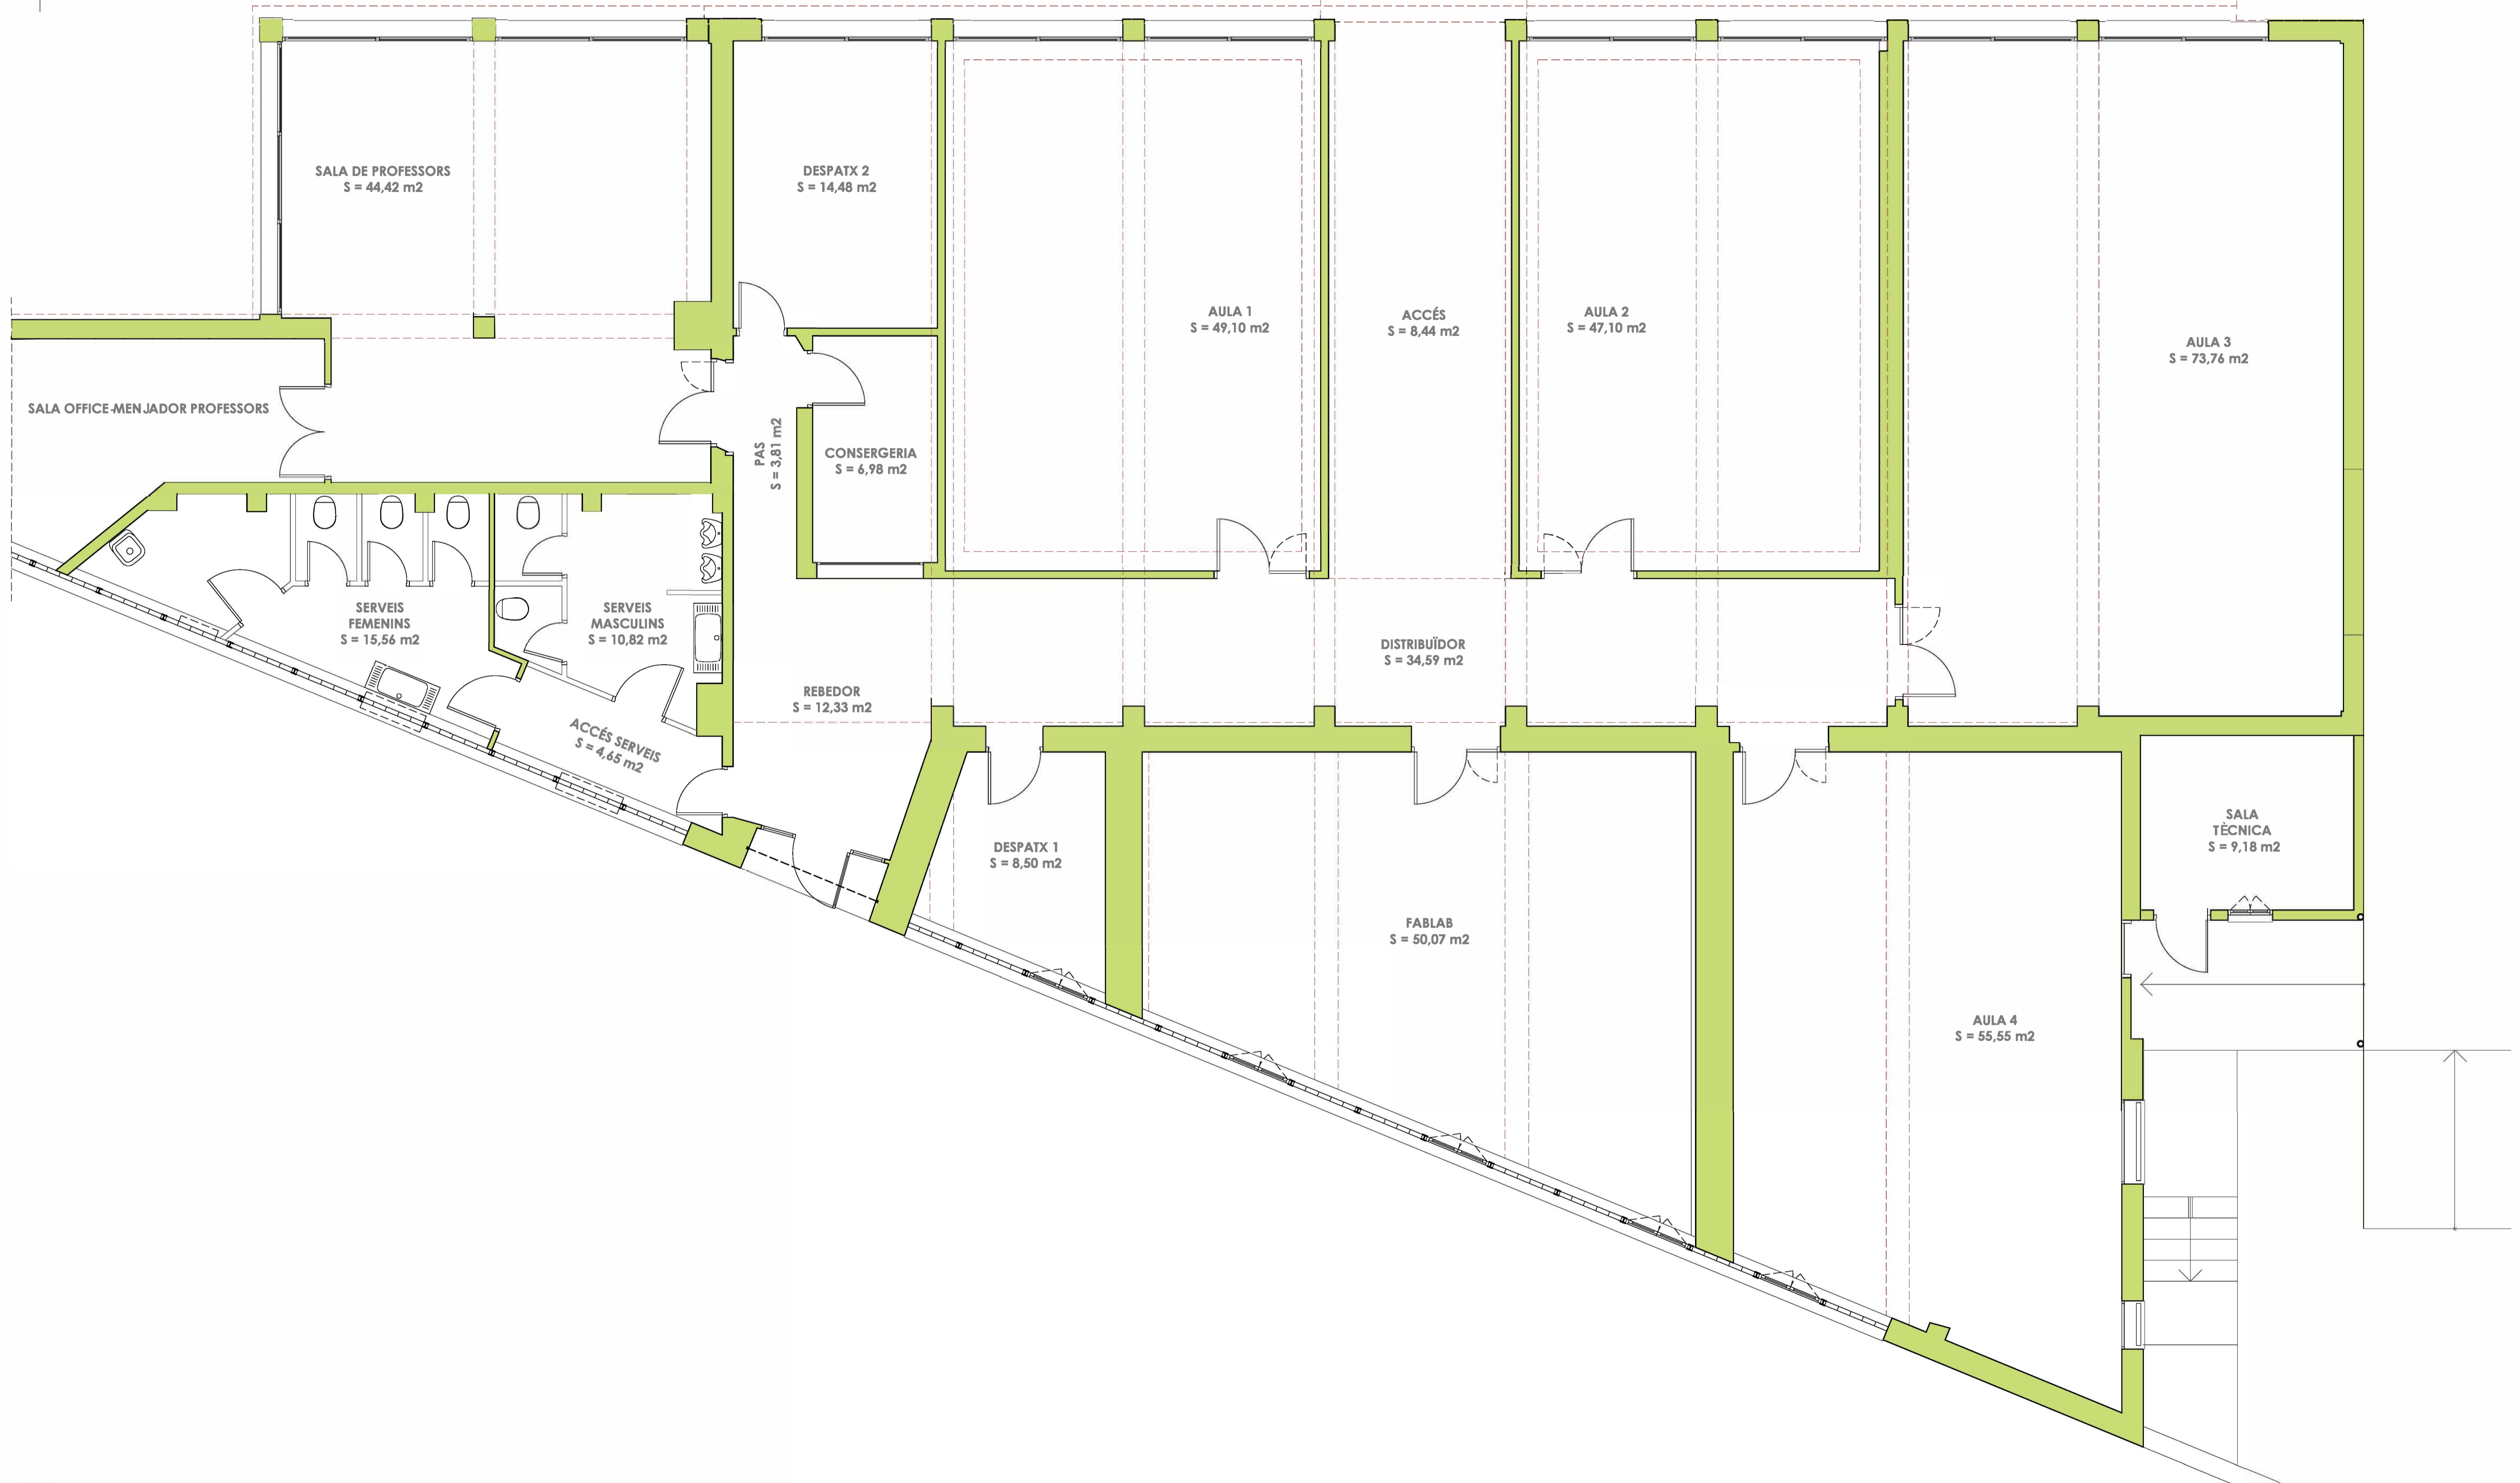 SALA DE PROFESSORS
S = 44,42 m2
DESPATX 2
S = 14,48 m2
AULA 1
S = 49,10 m2
ACCÉS
S = 8,44 m2
AULA 2
S = 47,10 m2
AULA 3
S = 73,76 m2
SALA OFFICE-MENJADOR PROFESSORS
PAS
S = 3,81 m2
CONSERGERIA
S = 6,98 m2
SERVEIS
FEMENINS
S = 15,56 m2
SERVEIS
MASCULINS
S = 10,82 m2
DISTRIBUÏDOR
S = 34,59 m2
REBEDOR
S = 12,33 m2
ACCÉS SERVEIS
S = 4,65 m2
DESPATX 1
S = 8,50 m2
SALA
TÈCNICA
S = 9,18 m2
FABLAB
S = 50,07 m2
AULA 4
S = 55,55 m2